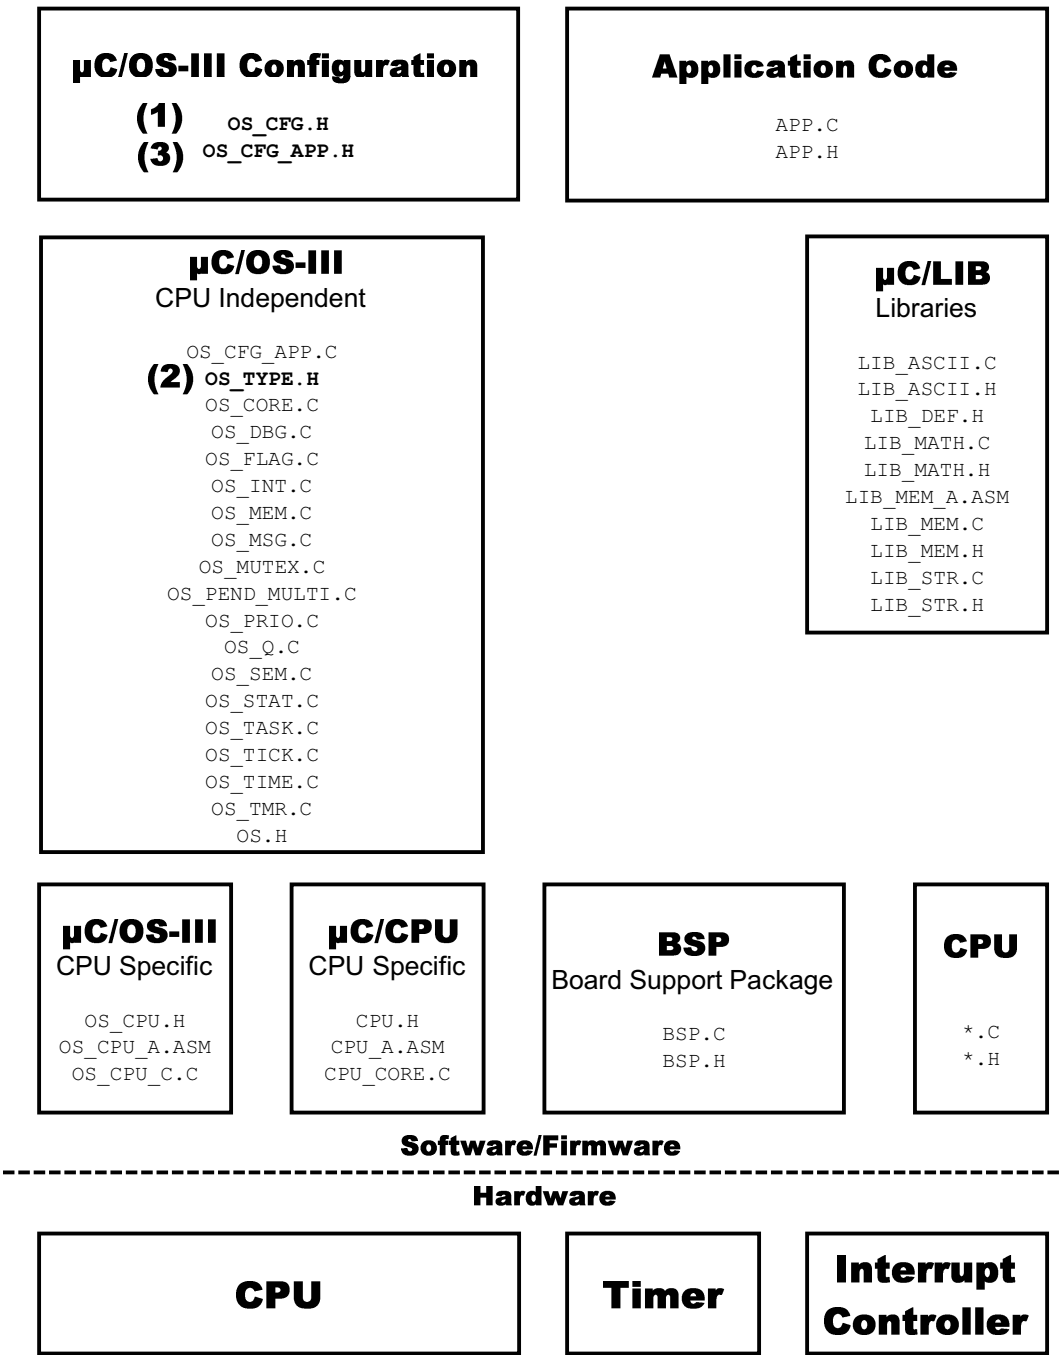 µC/OS-III Configuration
(1) OS_CFG.H
(3) OS_CFG_APP.H
Application Code
APP.C
APP.H
µC/OS-III
CPU Independent
OS_CFG_APP.C
(2) OS_TYPE.H
OS_CORE.C
OS_DBG.C
OS_FLAG.C
OS_INT.C
OS_MEM.C
OS_MSG.C
OS_MUTEX.C
OS_PEND_MULTI.C
OS_PRIO.C
OS_Q.C
OS_SEM.C
OS_STAT.C
OS_TASK.C
OS_TICK.C
OS_TIME.C
OS_TMR.C
OS.H
µC/LIB
Libraries
LIB_ASCII.C
LIB_ASCII.H
LIB_DEF.H
LIB_MATH.C
LIB_MATH.H
LIB_MEM_A.ASM
LIB_MEM.C
LIB_MEM.H
LIB_STR.C
LIB_STR.H
µC/OS-III
CPU Specific
OS_CPU.H
OS_CPU_A.ASM
OS_CPU_C.C
µC/CPU
CPU Specific
CPU.H
CPU_A.ASM
CPU_CORE.C
BSP
Board Support Package
BSP.C
BSP.H
CPU
*.C
*.H
Software/Firmware
Hardware
CPU
Timer
Interrupt
Controller